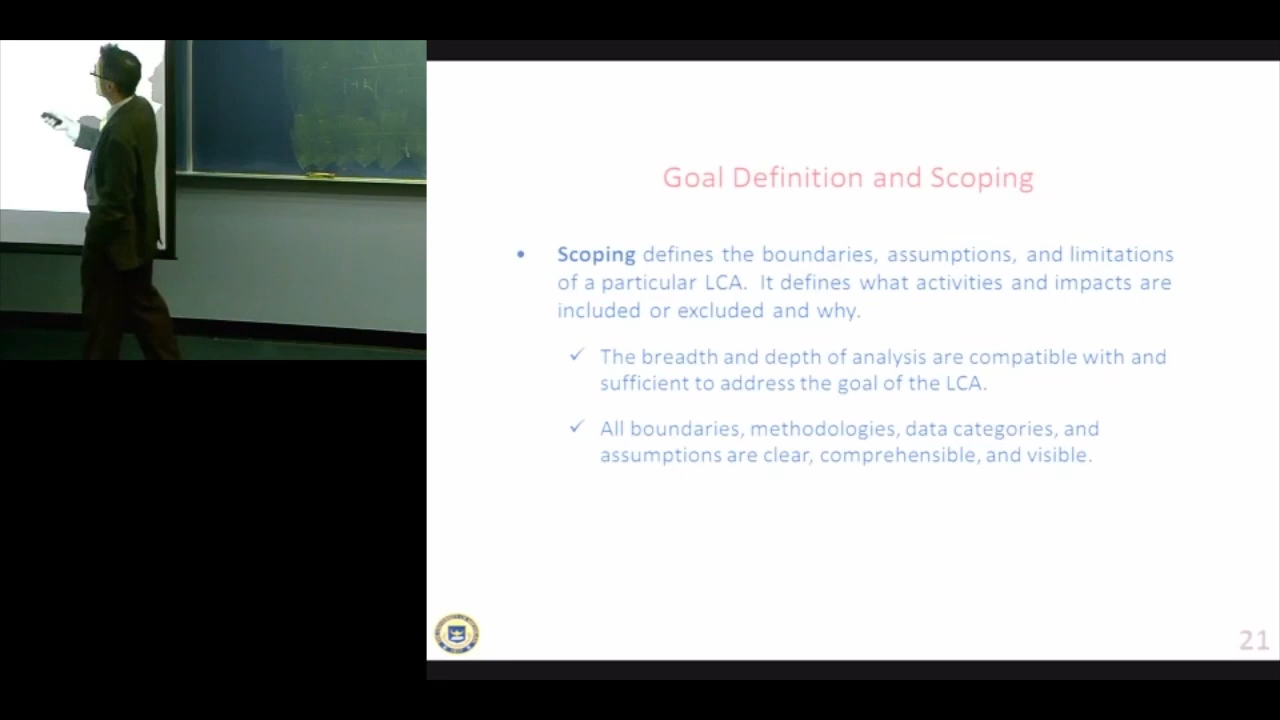 Goal Definition and Scoping
• Scoping defines the boundaries, assumptions, and limitations
of a particular LCA. It defines what activities and impacts are
included or excluded and why.
✓ The breadth and depth of analysis are compatible with and
sufficient to address the goal of the LCA.
✓ All boundaries, methodologies, data categories, and
assumptions are clear, comprehensible, and visible.
21